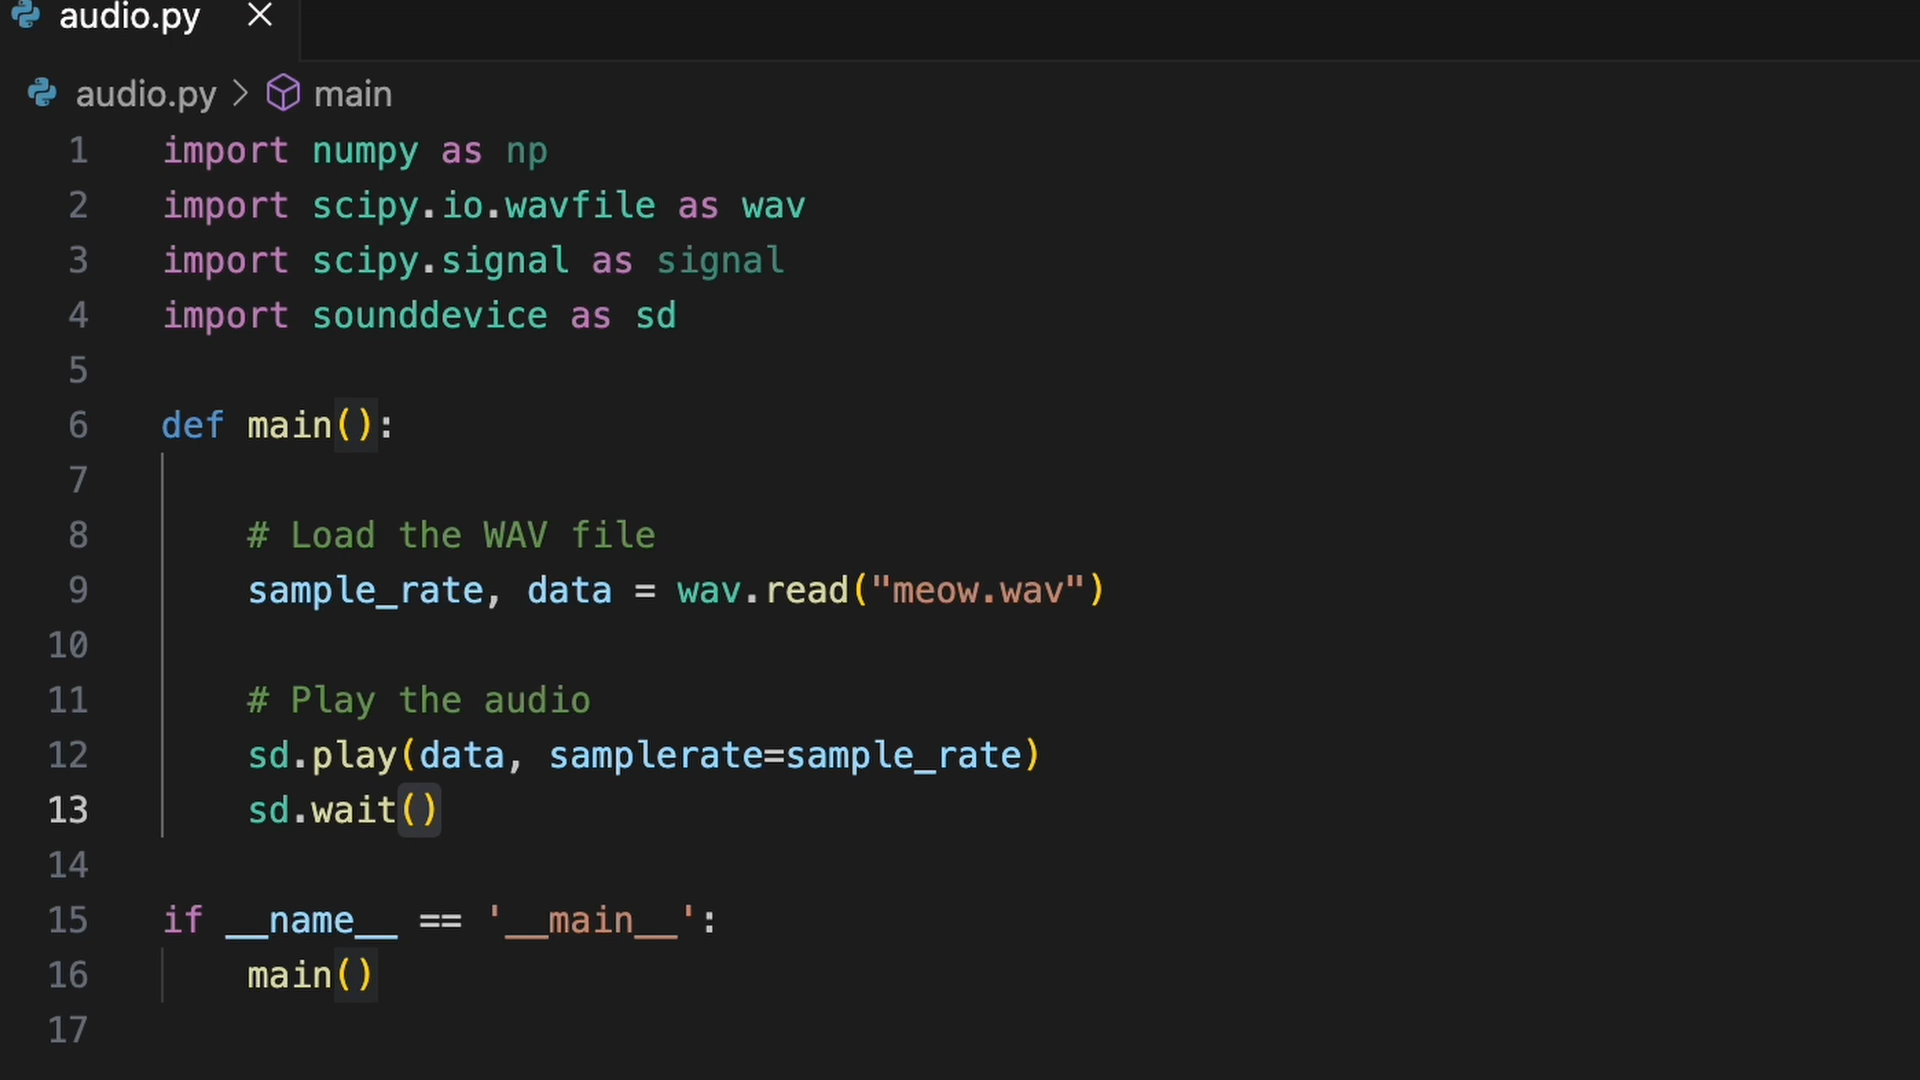 audio.py
audio.py > main
1 import numpy as np
2 import scipy.io.wavfile as wav
3 import scipy.signal as signal
4 import sounddevice as sd
5
6 def main():
7
8     # Load the WAV file
9     sample_rate, data = wav.read("meow.wav")
10
11     # Play the audio
12     sd.play(data, samplerate=sample_rate)
13     sd.wait()
14
15 if __name__ == '__main__':
16     main()
17